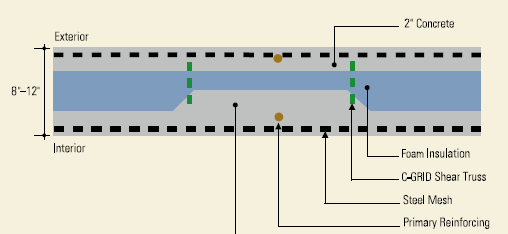 Exterior
2" Concrete
8"–12"
Interior
Foam Insulation
C-GRID Shear Truss
Steel Mesh
Primary Reinforcing